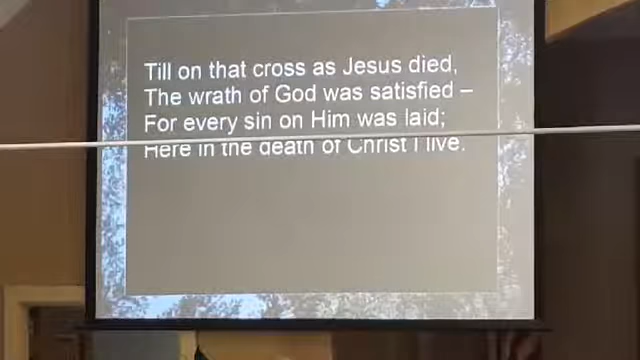 Till on that cross as Jesus died,
The wrath of God was satisfied –
For every sin on Him was laid;
Here in the death of Christ I live.